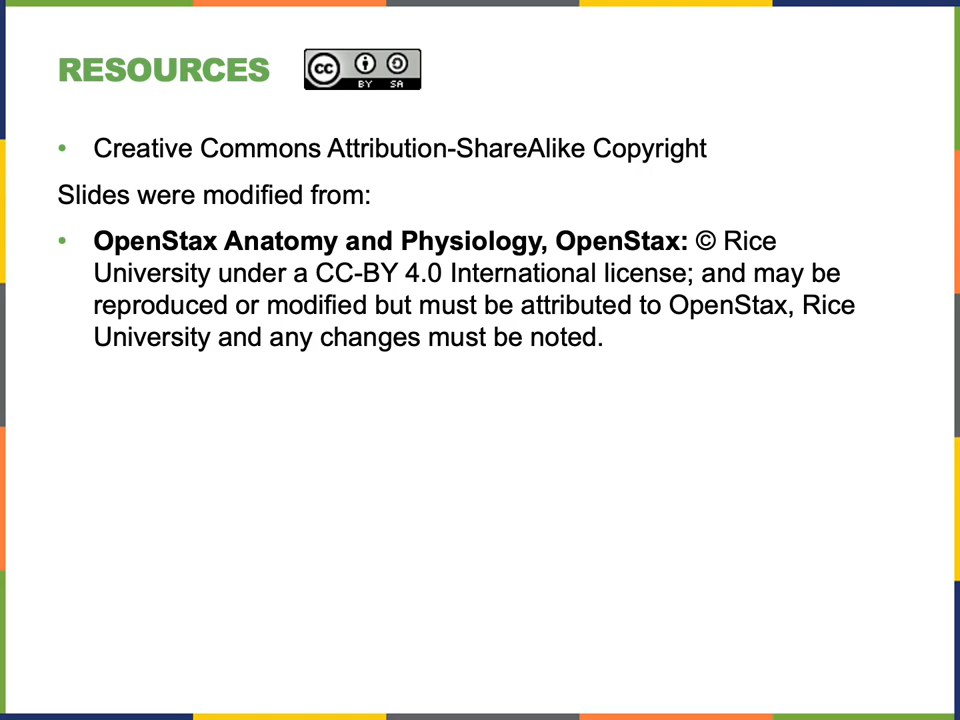 RESOURCES
cc BY SA
• Creative Commons Attribution-ShareAlike Copyright
Slides were modified from:
• OpenStax Anatomy and Physiology, OpenStax: © Rice
University under a CC-BY 4.0 International license; and may be
reproduced or modified but must be attributed to OpenStax, Rice
University and any changes must be noted.